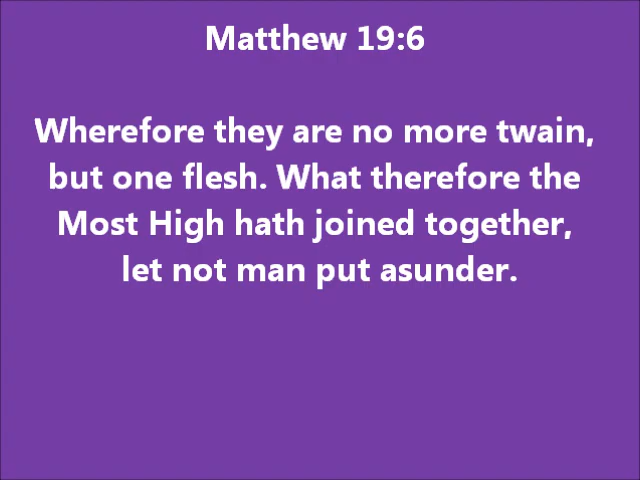 Matthew 19:6
Wherefore they are no more twain,
but one flesh. What therefore the
Most High hath joined together,
let not man put asunder.